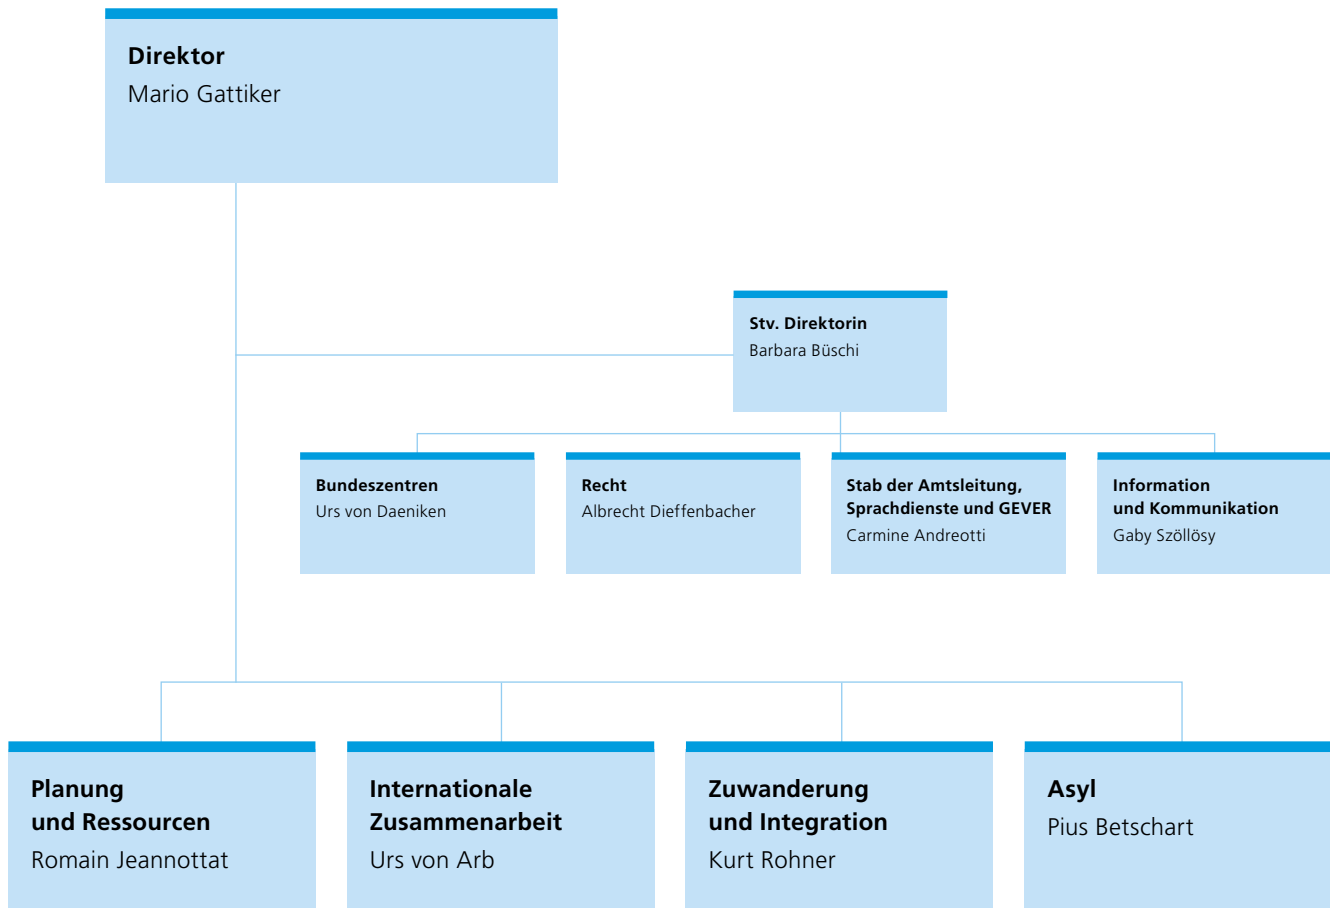 Direktor
Mario Gattiker
Stv. Direktorin
Barbara Büschi
Bundeszentren
Urs von Daeniken
Recht
Albrecht Dieffenbacher
Stab der Amtsleitung,
Sprachdienste und GEVER
Carmine Andreotti
Information
und Kommunikation
Gaby Szöllösy
Planung
und Ressourcen
Romain Jeannottat
Internationale
Zusammenarbeit
Urs von Arb
Zuwanderung
und Integration
Kurt Rohner
Asyl
Pius Betschart